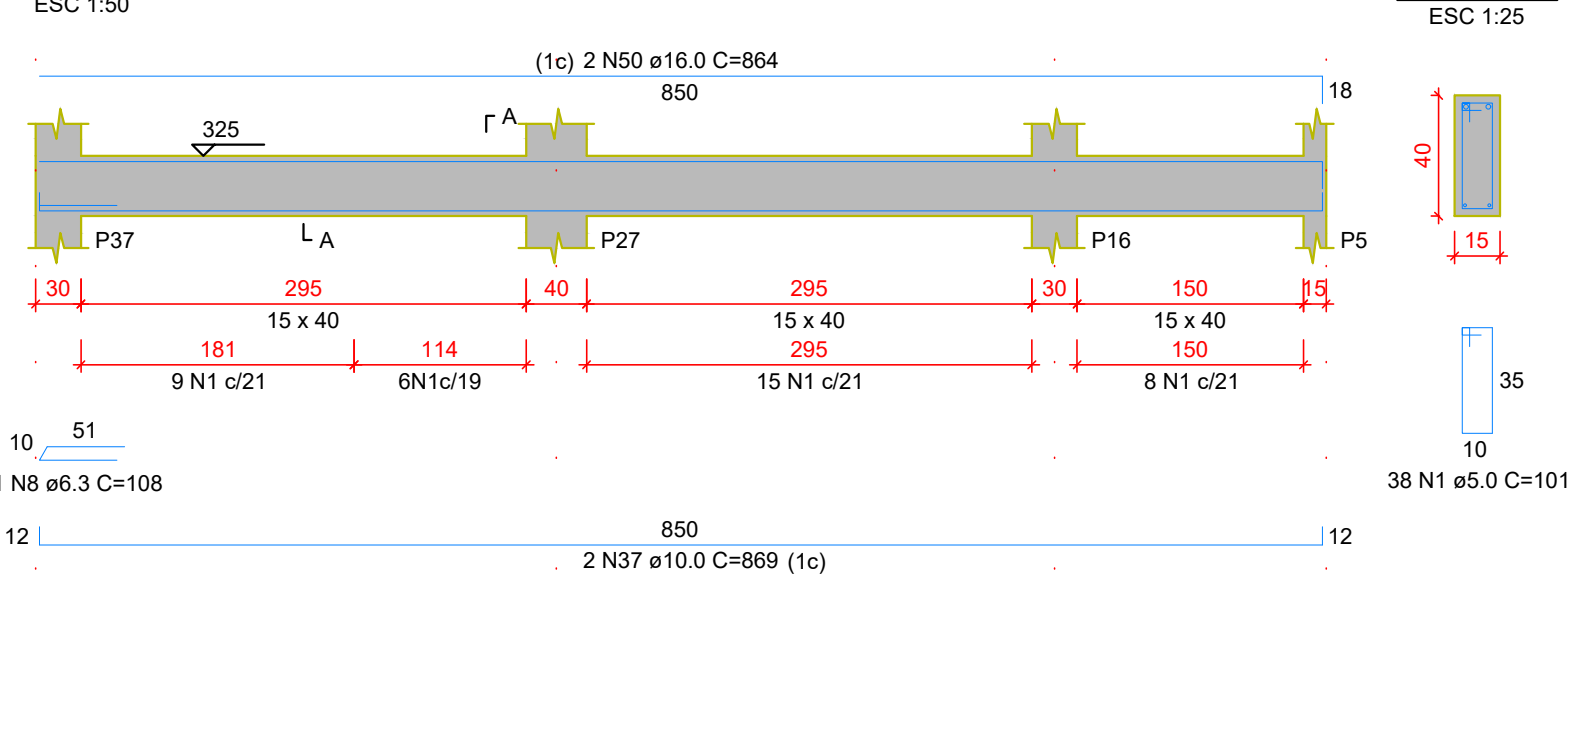 ESC 1:50
ESC 1:25
(1c) 2 N50 ø16.0 C=864
850
18
325
A
A
P37
P27
P16
P5
40
15
30
295
40
295
30
150
15
15 x 40
15 x 40
15 x 40
181
114
295
150
9 N1 c/21
6N1c/19
15 N1 c/21
8 N1 c/21
35
10
38 N1 ø5.0 C=101
10
51
N8 ø6.3 C=108
12
850
12
2 N37 ø10.0 C=869 (1c)